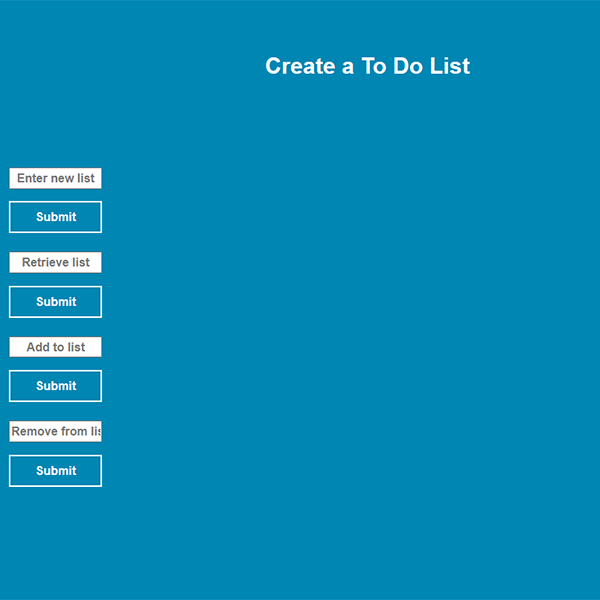 Create a To Do List
Enter new list
Submit
Retrieve list
Submit
Add to list
Submit
Remove from lis
Submit